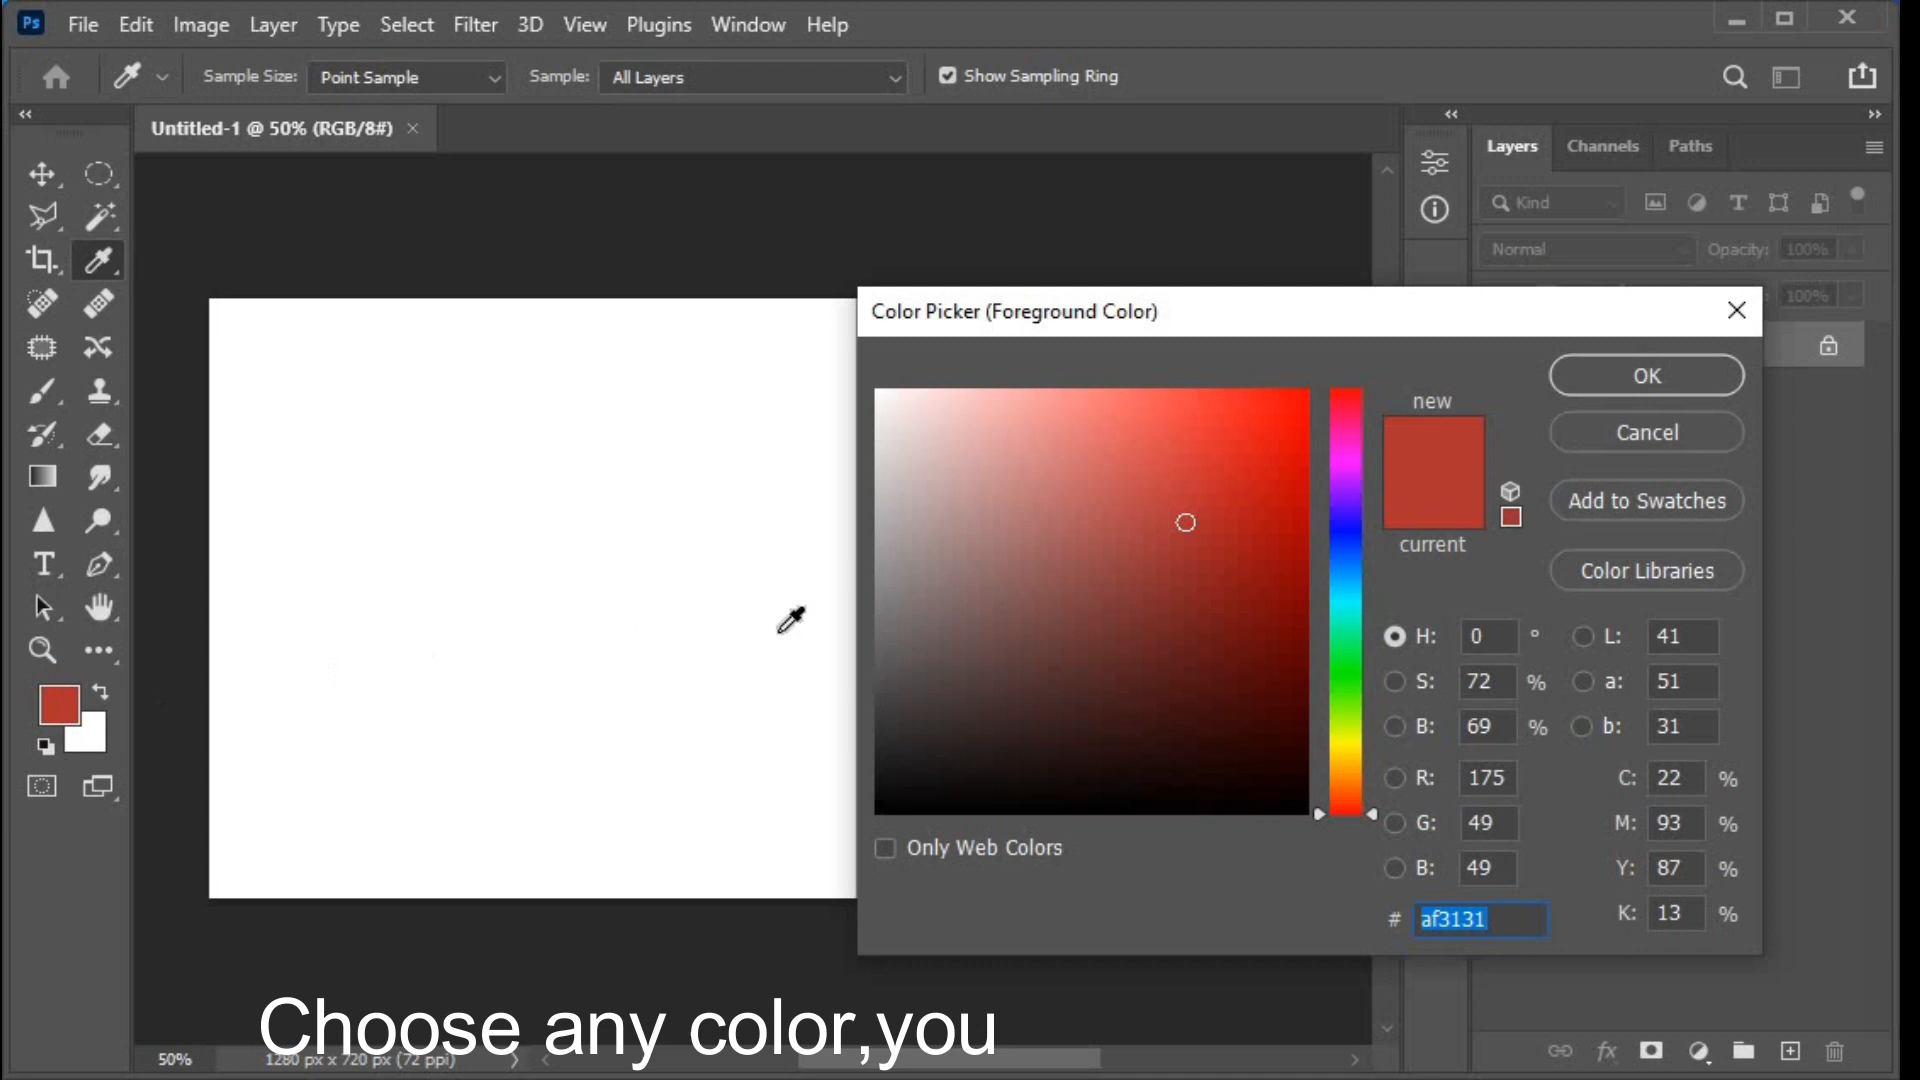 Ps File Edit Image Layer Type Select Filter 3D View Plugins Window Help
Sample Size: Point Sample Sample: All Layers Show Sampling Ring
Untitled-1 @ 50% (RGB/8#)
Layers Channels Paths
Kind
Normal Opacity: 100%
100%
Color Picker (Foreground Color)
new
current
OK
Cancel
Add to Swatches
Color Libraries
H: 0 ° L: 41
S: 72 % a: 51
B: 69 % b: 31
R: 175 C: 22 %
G: 49 M: 93 %
B: 49 Y: 87 %
# af3131 K: 13 %
Only Web Colors
Choose any color,you
50% 1280 px x 720 px (72 ppi)
fx